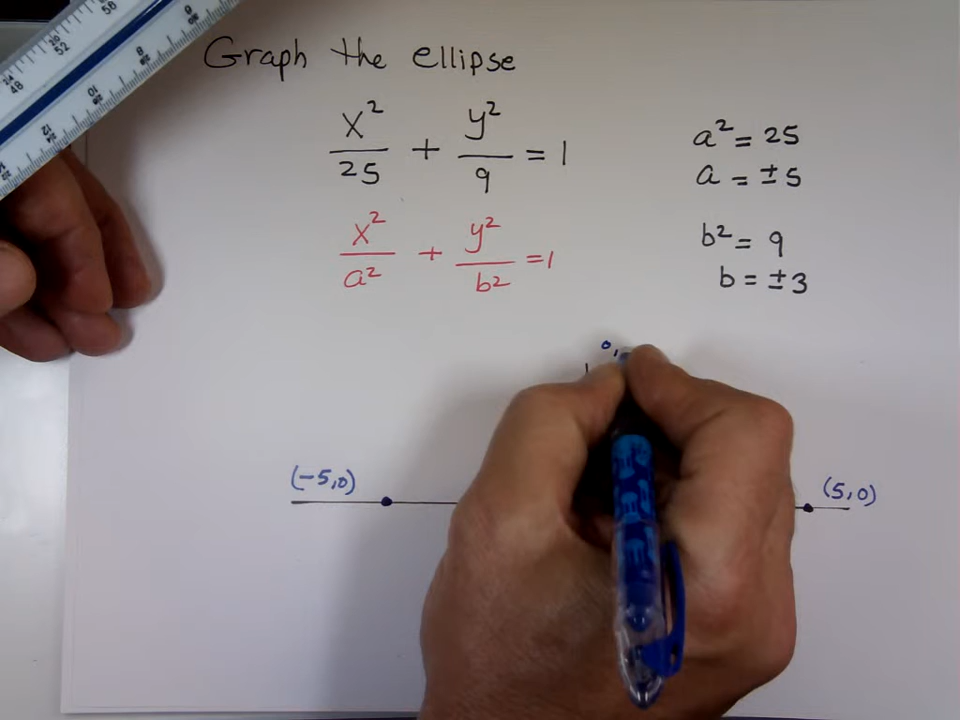 Graph the ellipse
x²/25 + y²/9 = 1
a² = 25
a = ±5
x²/a² + y²/b² = 1
b² = 9
b = ±3
0,
(-5,0)
(5,0)